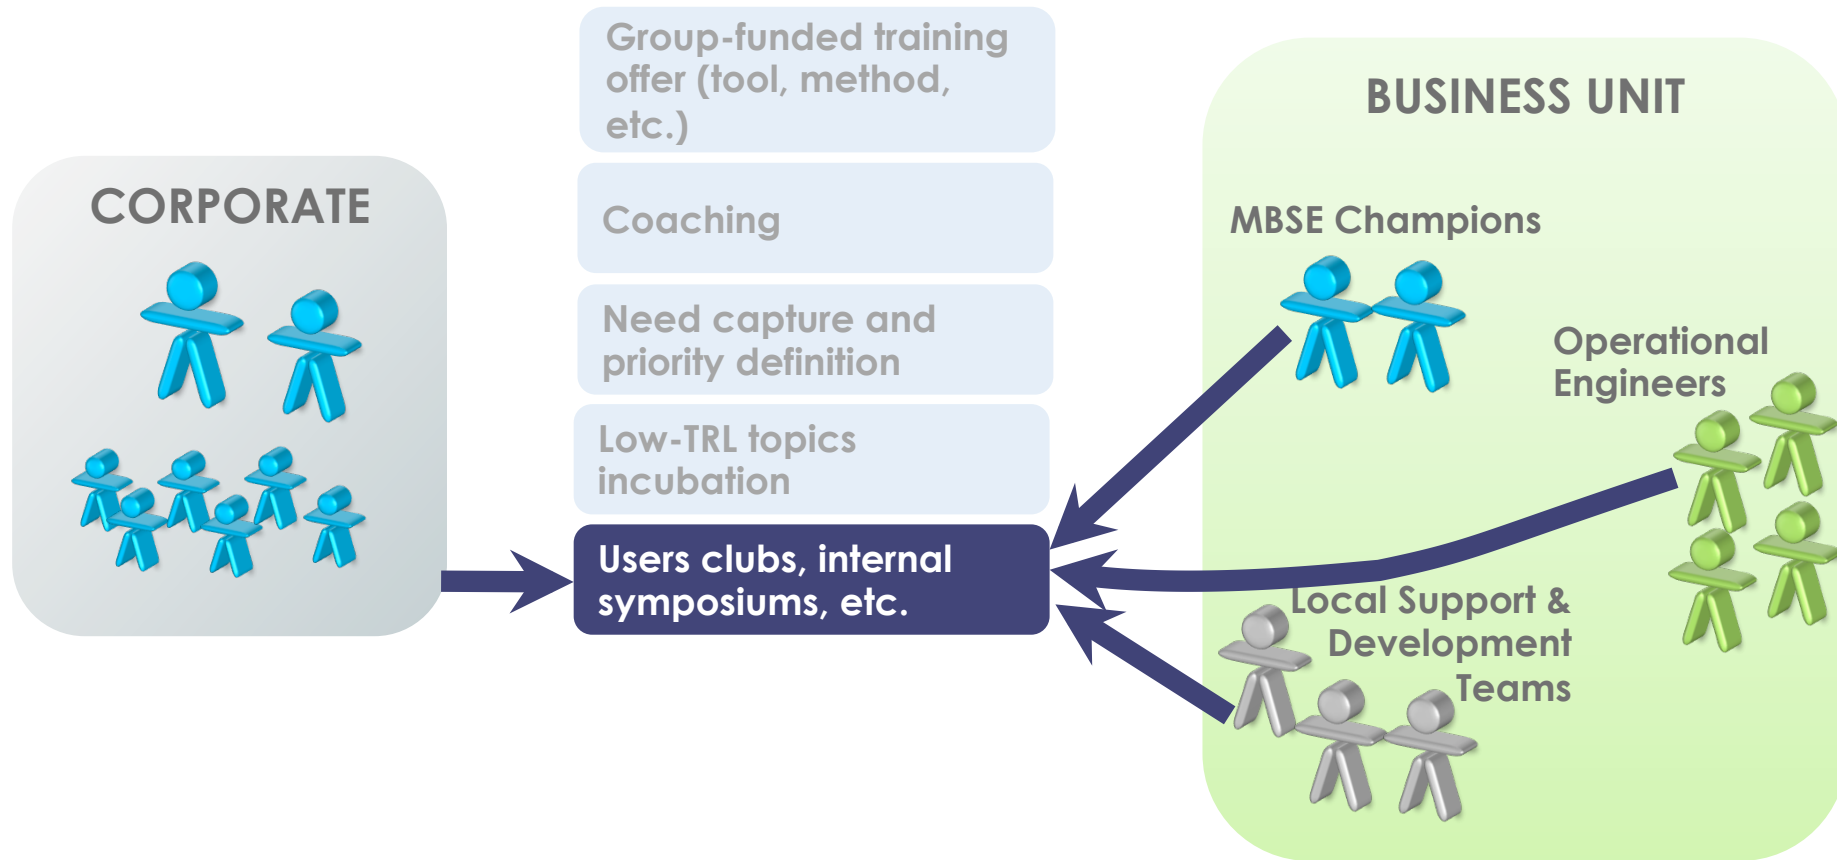 CORPORATE
Group-funded training
offer (tool, method,
etc.)
Coaching
Need capture and
priority definition
Low-TRL topics
incubation
Users clubs, internal
symposiums, etc.
BUSINESS UNIT
MBSE Champions
Operational
Engineers
Local Support &
Development
Teams